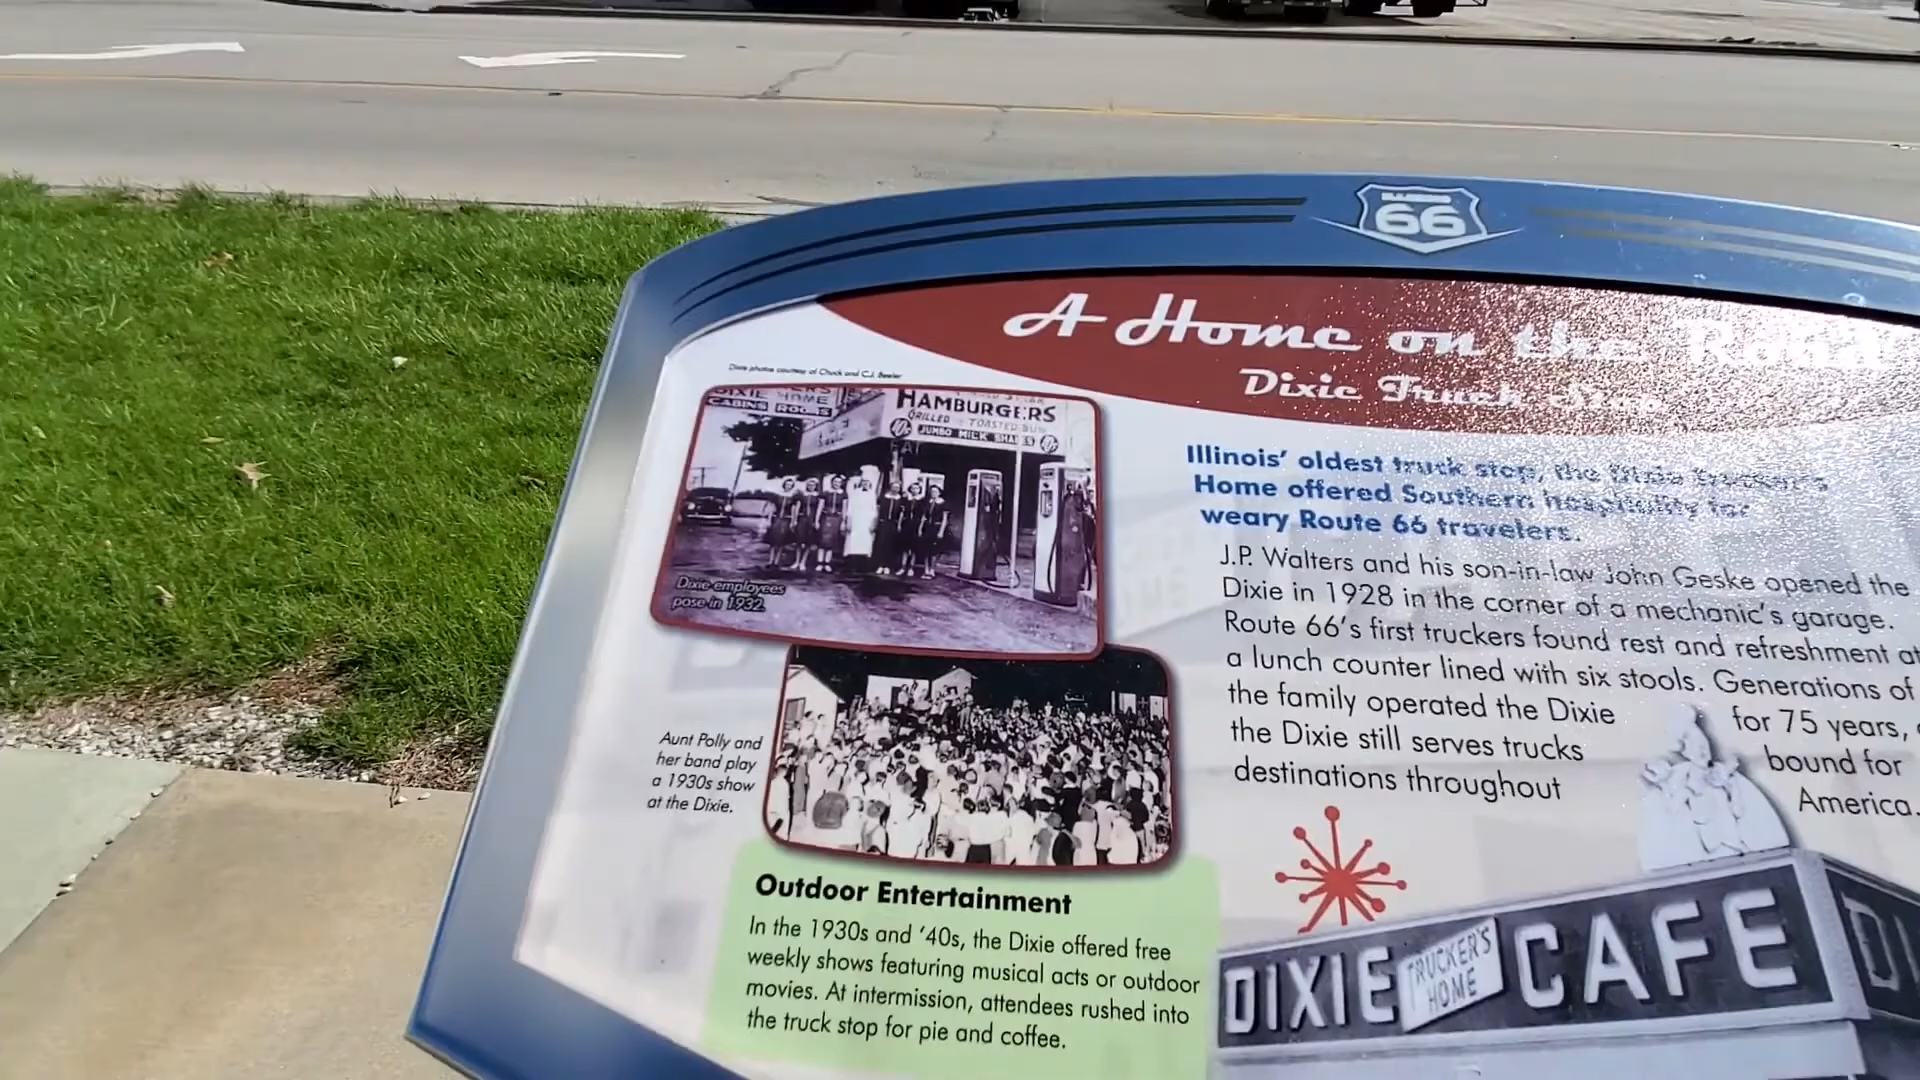 66
A Home on the Road
Dixie Truck Stop
Dixie photos courtesy of Chuck and C.J. Beeler
DIXIE HOME
CABINS ROOMS
HAMBURGERS
GRILLED TOASTED BUN
JUMBO MILK SHAKES
Dixie employees
pose in 1932.
Illinois' oldest truck stop, the Dixie Trucker's
Home offered Southern hospitality for
weary Route 66 travelers.
J.P. Walters and his son-in-law John Geske opened the
Dixie in 1928 in the corner of a mechanic's garage.
Route 66's first truckers found rest and refreshment at
a lunch counter lined with six stools. Generations of
the family operated the Dixie for 75 years,
the Dixie still serves trucks bound for
destinations throughout America.
Aunt Polly and
her band play
a 1930s show
at the Dixie.
Outdoor Entertainment
In the 1930s and '40s, the Dixie offered free
weekly shows featuring musical acts or outdoor
movies. At intermission, attendees rushed into
the truck stop for pie and coffee.
DIXIE TRUCKER'S HOME CAFE
DI